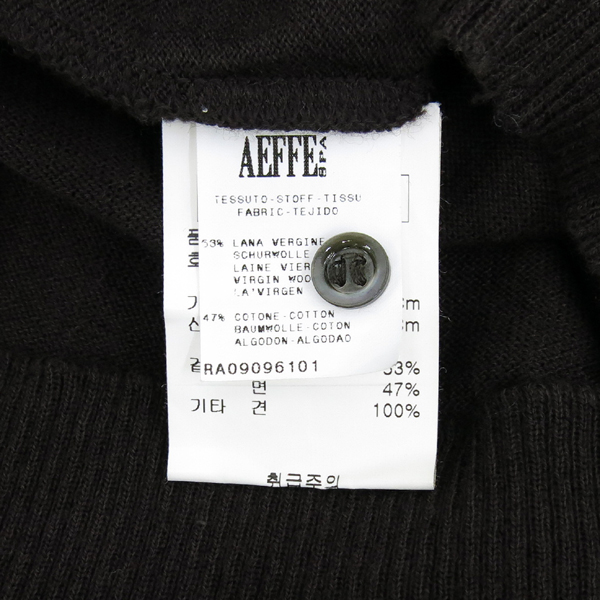 AEFFE SPA
TESSUTO-STOFF-TISSU
FABRIC-TEJIDO
53% LANA VERGINE
SCHURWOLLE
LAINE VIER
VIRGIN WOO
LA'VIRGEN
47% COTONE-COTTON
BAUMWOLLE-COTON
ALGODON-ALGODAO
RA09096101
53%
면 47%
기타 견 100%
취급주의